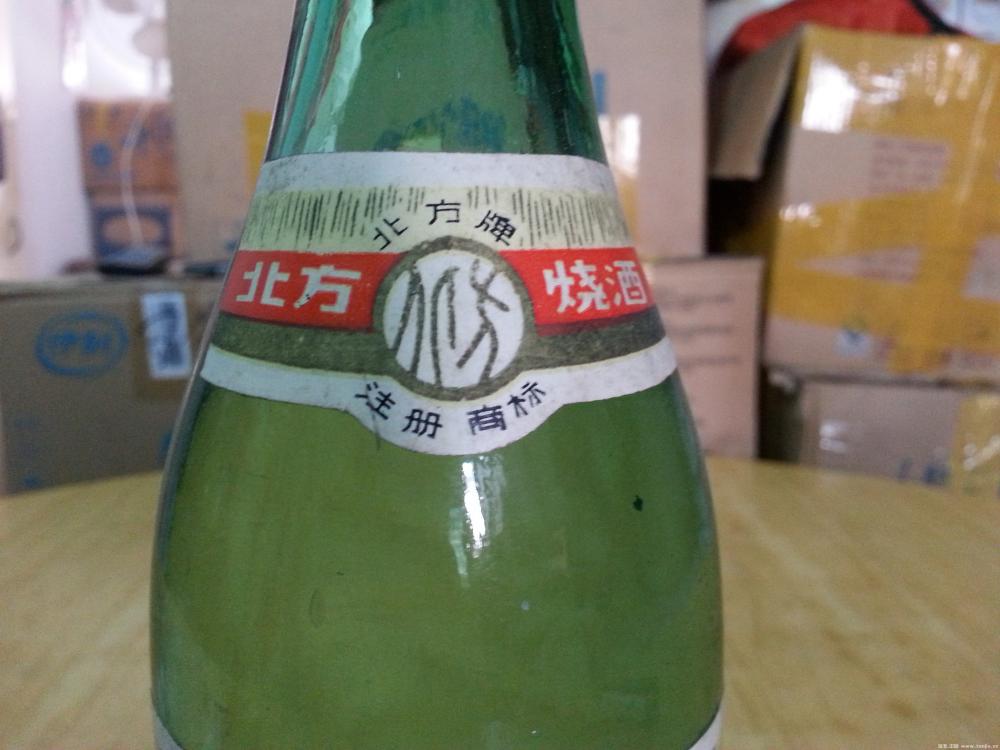 北方牌
北方 烧酒
注册 商标